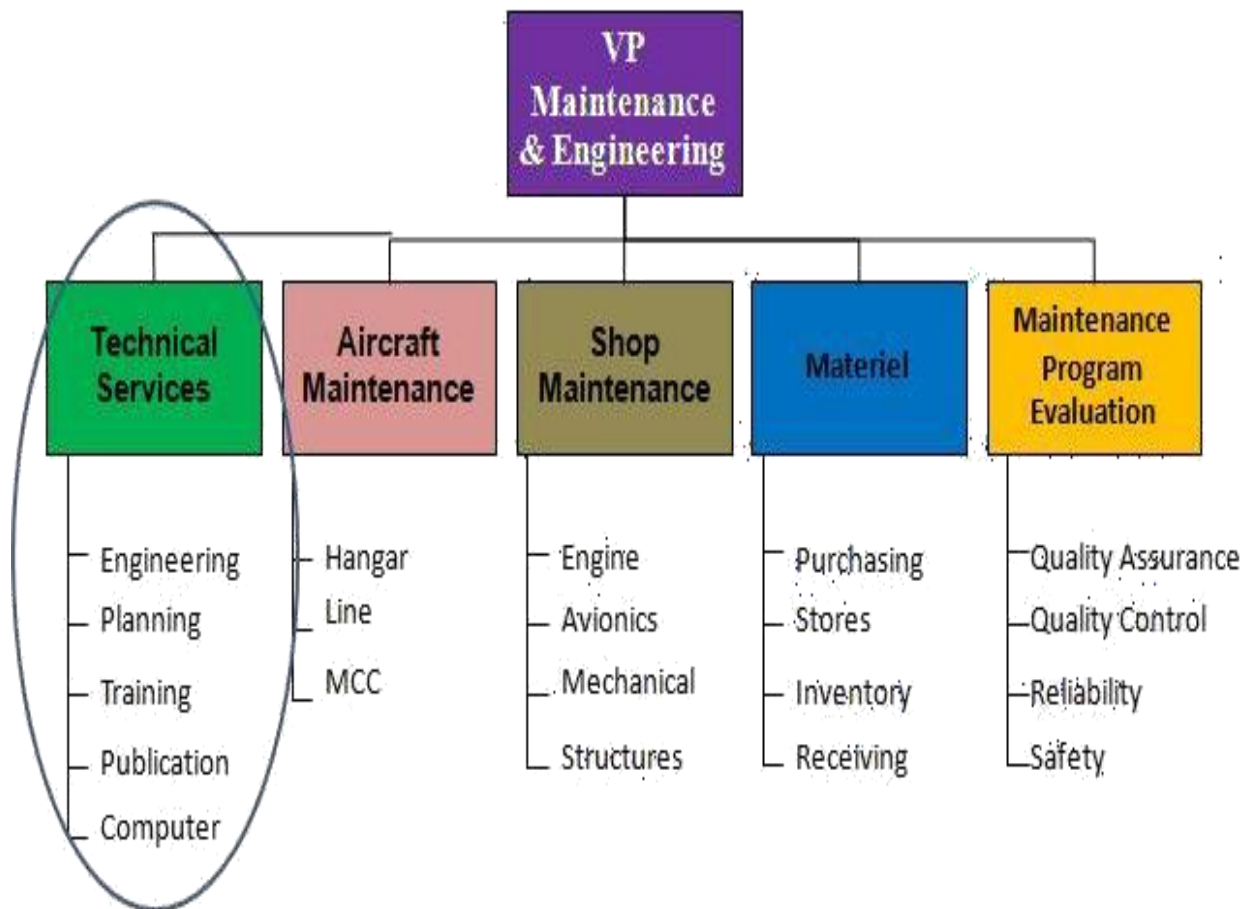 VP
Maintenance
& Engineering
Technical
Services
Aircraft
Maintenance
Shop
Maintenance
Materiel
Maintenance
Program
Evaluation
Engineering
Planning
Training
Publication
Computer
Hangar
Line
MCC
Engine
Avionics
Mechanical
Structures
Purchasing
Stores
Inventory
Receiving
Quality Assurance
Quality Control
Reliability
Safety